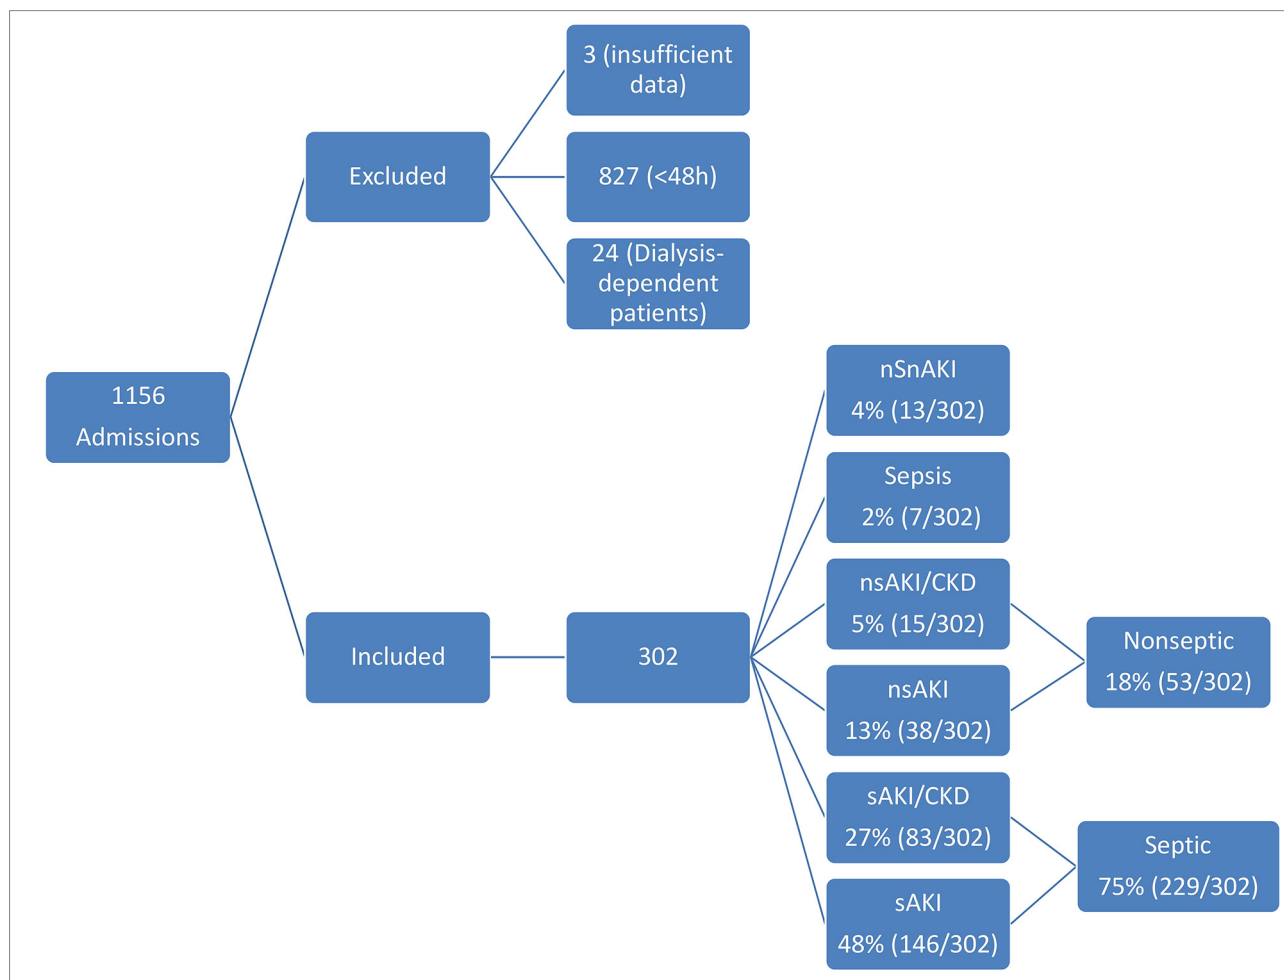 3 (insufficient
data)
Excluded
827 (<48h)
24 (Dialysis-
dependent
patients)
1156
Admissions
nSnAKI
4% (13/302)
Sepsis
2% (7/302)
nsAKI/CKD
5% (15/302)
Included
302
nsAKI
13% (38/302)
Nonseptic
18% (53/302)
sAKI/CKD
27% (83/302)
sAKI
48% (146/302)
Septic
75% (229/302)